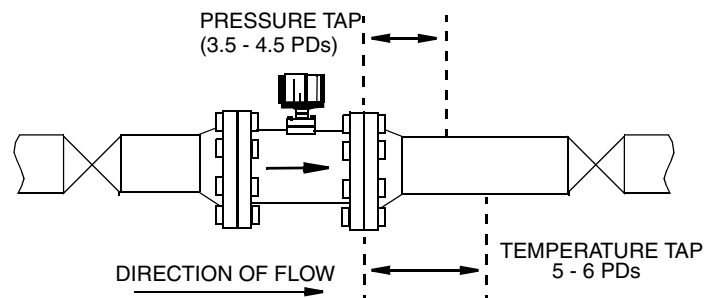 PRESSURE TAP
(3.5 - 4.5 PDs)
TEMPERATURE TAP
5 - 6 PDs
DIRECTION OF FLOW